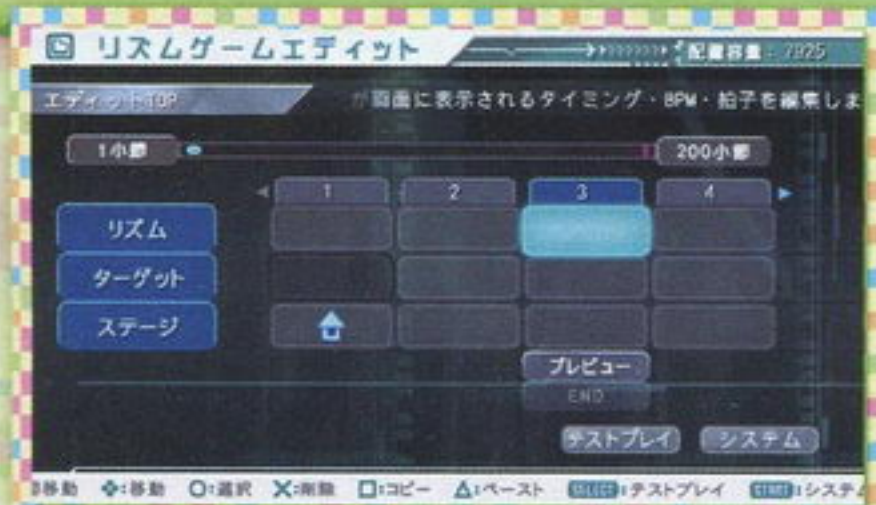 リズムゲームエディット
配置容量: 7925
エディットTOP
が画面に表示されるタイミング・BPM・拍子を編集しま
1小節
200小節
1 2 3 4
リズム
ターゲット
ステージ
プレビュー
END
テストプレイ システム
移動 :移動 ○:選択 ×:削除 □:コピー △:ペースト SELECT:テストプレイ START:システム